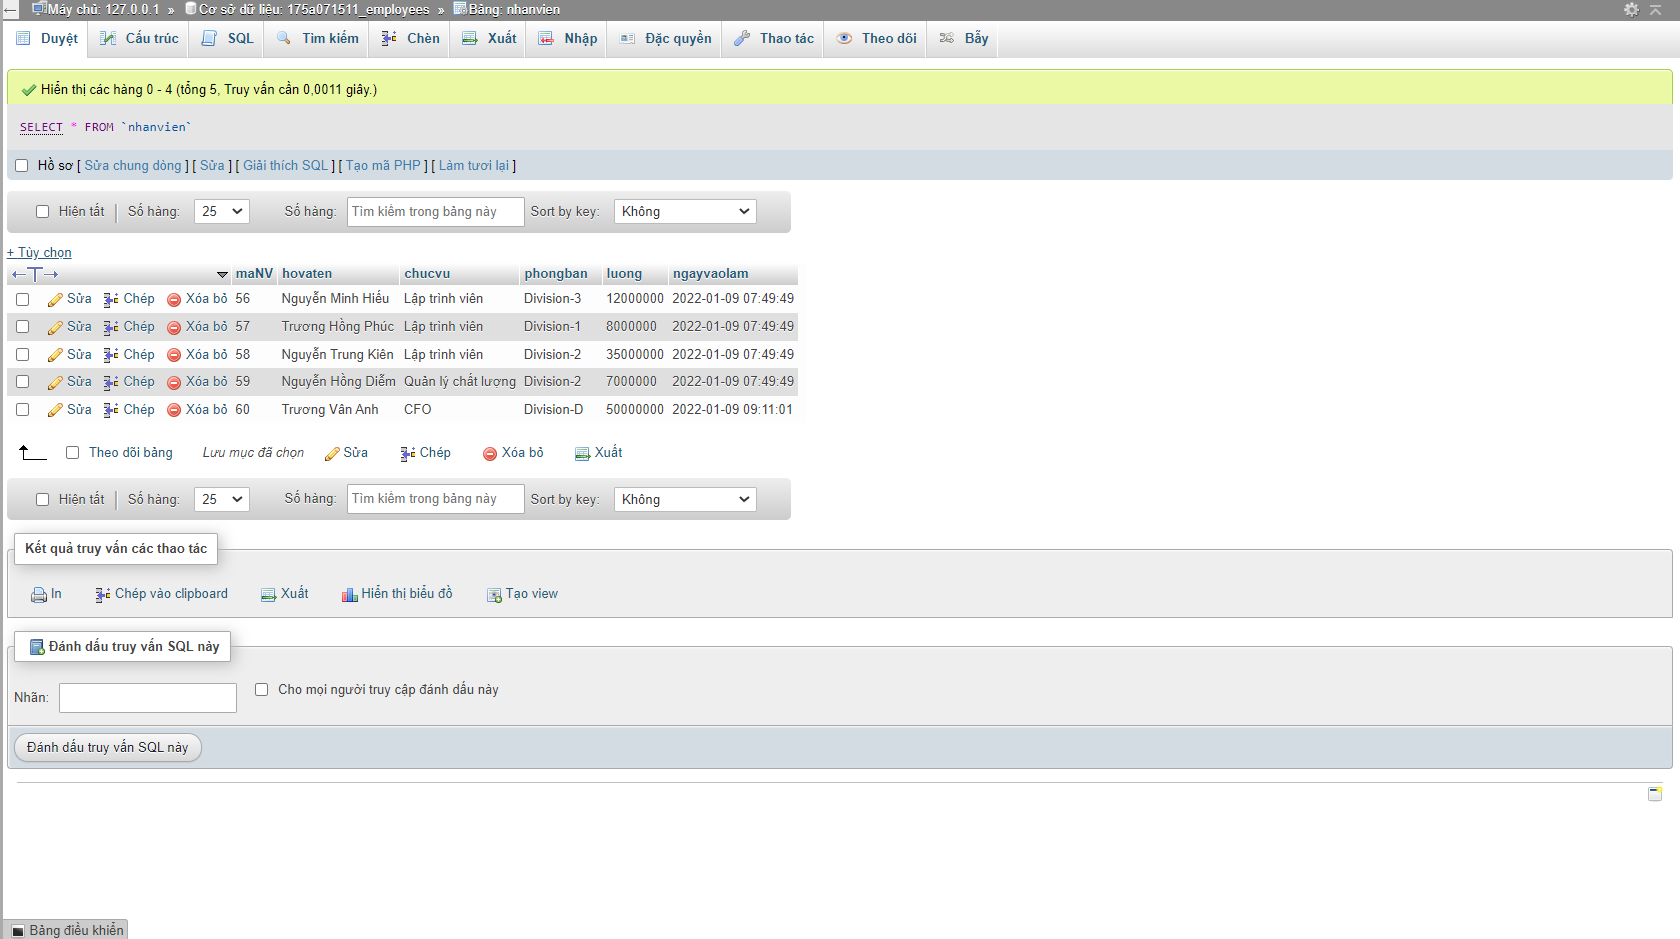 Máy chủ: 127.0.0.1 » Cơ sở dữ liệu: 175a071511_employees » Bảng: nhanvien
Duyệt Cấu trúc SQL Tìm kiếm Chèn Xuất Nhập Đặc quyền Thao tác Theo dõi Bẫy
Hiển thị các hàng 0 - 4 (tổng 5, Truy vấn cần 0,0011 giây.)
SELECT * FROM `nhanvien`
Hồ sơ [ Sửa chung dòng ] [ Sửa ] [ Giải thích SQL ] [ Tạo mã PHP ] [ Làm tươi lại ]
Hiện tất Số hàng: 25 Số hàng: Tìm kiếm trong bảng này Sort by key: Không
+ Tùy chọn
←T→ maNV hovaten chucvu phongban luong ngayvaolam
Sửa Chép Xóa bỏ 56 Nguyễn Minh Hiếu Lập trình viên Division-3 12000000 2022-01-09 07:49:49
Sửa Chép Xóa bỏ 57 Trương Hồng Phúc Lập trình viên Division-1 8000000 2022-01-09 07:49:49
Sửa Chép Xóa bỏ 58 Nguyễn Trung Kiên Lập trình viên Division-2 35000000 2022-01-09 07:49:49
Sửa Chép Xóa bỏ 59 Nguyễn Hồng Diễm Quản lý chất lượng Division-2 7000000 2022-01-09 07:49:49
Sửa Chép Xóa bỏ 60 Trương Vân Anh CFO Division-D 50000000 2022-01-09 09:11:01
Theo dõi bảng Lưu mục đã chọn Sửa Chép Xóa bỏ Xuất
Hiện tất Số hàng: 25 Số hàng: Tìm kiếm trong bảng này Sort by key: Không
Kết quả truy vấn các thao tác
In Chép vào clipboard Xuất Hiển thị biểu đồ Tạo view
Đánh dấu truy vấn SQL này
Nhãn: Cho mọi người truy cập đánh dấu này
Đánh dấu truy vấn SQL này
Bảng điều khiển